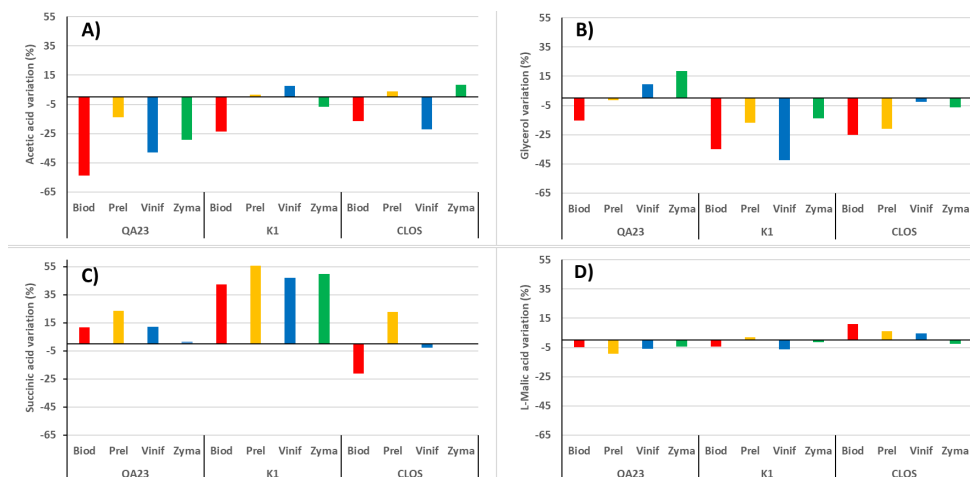 A)
Acetic acid variation (%)
55
35
15
-5
-25
-45
-65
Biod Prel Vinif Zyma Biod Prel Vinif Zyma Biod Prel Vinif Zyma
QA23 K1 CLOS
B)
Glycerol variation (%)
55
35
15
-5
-25
-45
-65
Biod Prel Vinif Zyma Biod Prel Vinif Zyma Biod Prel Vinif Zyma
QA23 K1 CLOS
C)
Succinic acid variation (%)
55
35
15
-5
-25
-45
-65
Biod Prel Vinif Zyma Biod Prel Vinif Zyma Biod Prel Vinif Zyma
QA23 K1 CLOS
D)
L-Malic acid variation (%)
55
35
15
-5
-25
-45
-65
Biod Prel Vinif Zyma Biod Prel Vinif Zyma Biod Prel Vinif Zyma
QA23 K1 CLOS